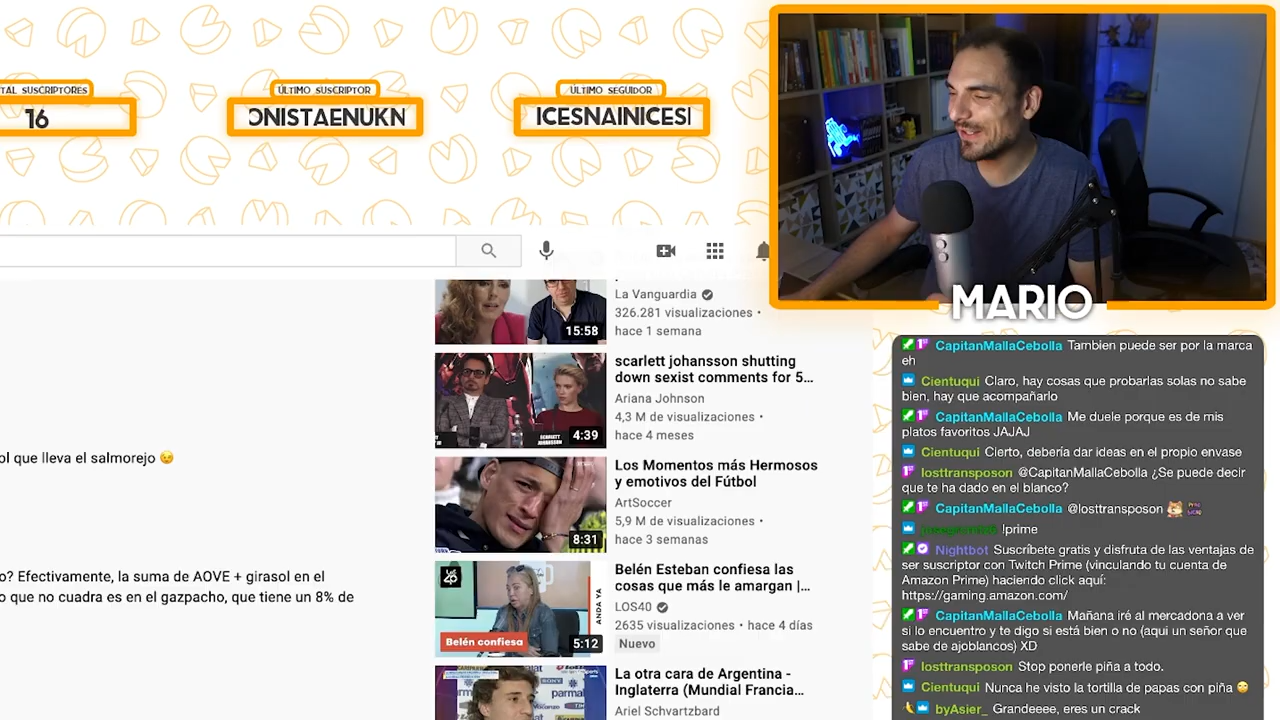 TAL SUSCRIPTORES
16
ÚLTIMO SUSCRIPTOR
ONISTAENUKN
ÚLTIMO SEGUIDOR
ICESNAINICESI
MARIO
La Vanguardia
326.281 visualizaciones •
hace 1 semana
15:58
scarlett johansson shutting
down sexist comments for 5...
Ariana Johnson
4,3 M de visualizaciones •
hace 4 meses
4:39
Los Momentos más Hermosos
y emotivos del Fútbol
ArtSoccer
5,9 M de visualizaciones •
hace 3 semanas
8:31
Belén Esteban confiesa las
cosas que más le amargan |...
LOS40
2635 visualizaciones • hace 4 días
Nuevo
Belén confiesa
ANDA YA
5:12
La otra cara de Argentina -
Inglaterra (Mundial Francia...
Ariel Schvartzbard
parmal
ol que lleva el salmorejo 😉
o? Efectivamente, la suma de AOVE + girasol en el
o que no cuadra es en el gazpacho, que tiene un 8% de
CapitanMallaCebolla Tambien puede ser por la marca
eh
Cientuqui Claro, hay cosas que probarlas solas no sabe
bien, hay que acompañarlo
CapitanMallaCebolla Me duele porque es de mis
platos favoritos JAJAJ
Cientuqui Cierto, debería dar ideas en el propio envase
losttransposon @CapitanMallaCebolla ¿Se puede decir
que te ha dado en el blanco?
CapitanMallaCebolla @losttransposon
!prime
Nightbot Suscríbete gratis y disfruta de las ventajas de
ser suscriptor con Twitch Prime (vinculando tu cuenta de
Amazon Prime) haciendo click aquí:
https://gaming.amazon.com/
CapitanMallaCebolla Mañana iré al mercadona a ver
si lo encuentro y te digo si está bien o no (aqui un señor que
sabe de ajoblancos) XD
losttransposon Stop ponerle piña a todo.
Cientuqui Nunca he visto la tortilla de papas con piña 🙄
byAsier_ Grandeeee, eres un crack